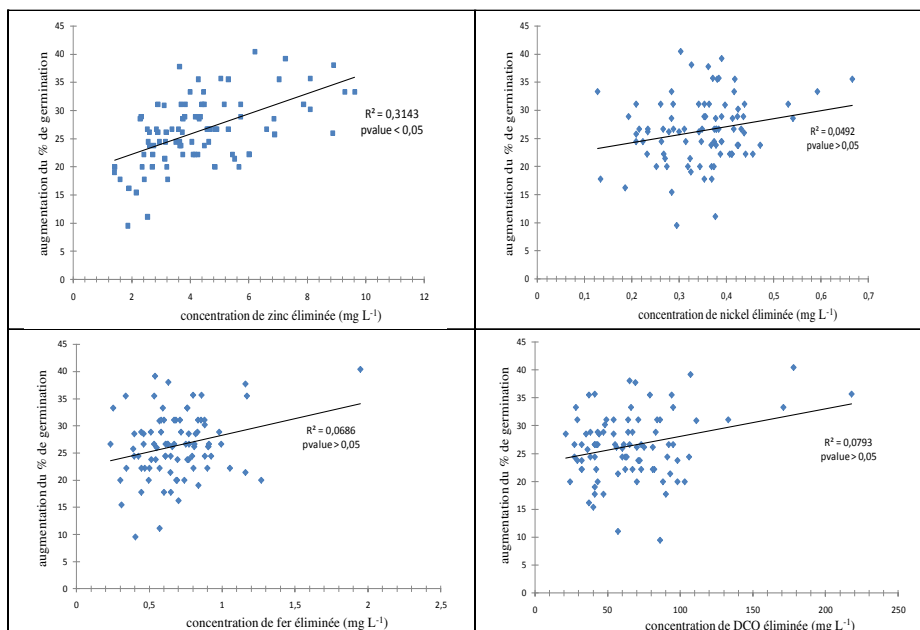 augmentation du % de germination
45
40
35
30
25
20
15
10
5
0
R² = 0,3143
pvalue < 0,05
0 2 4 6 8 10 12
concentration de zinc éliminée (mg L⁻¹)
augmentation du % de germination
45
40
35
30
25
20
15
10
5
0
R² = 0,0492
pvalue > 0,05
0 0,1 0,2 0,3 0,4 0,5 0,6 0,7
concentration de nickel éliminée (mg L⁻¹)
augmentation du % de germination
45
40
35
30
25
20
15
10
5
0
R² = 0,0686
pvalue > 0,05
0 0,5 1 1,5 2 2,5
concentration de fer éliminée (mg L⁻¹)
augmentation du % de germination
45
40
35
30
25
20
15
10
5
0
R² = 0,0793
pvalue > 0,05
0 50 100 150 200 250
concentration de DCO éliminée (mg L⁻¹)